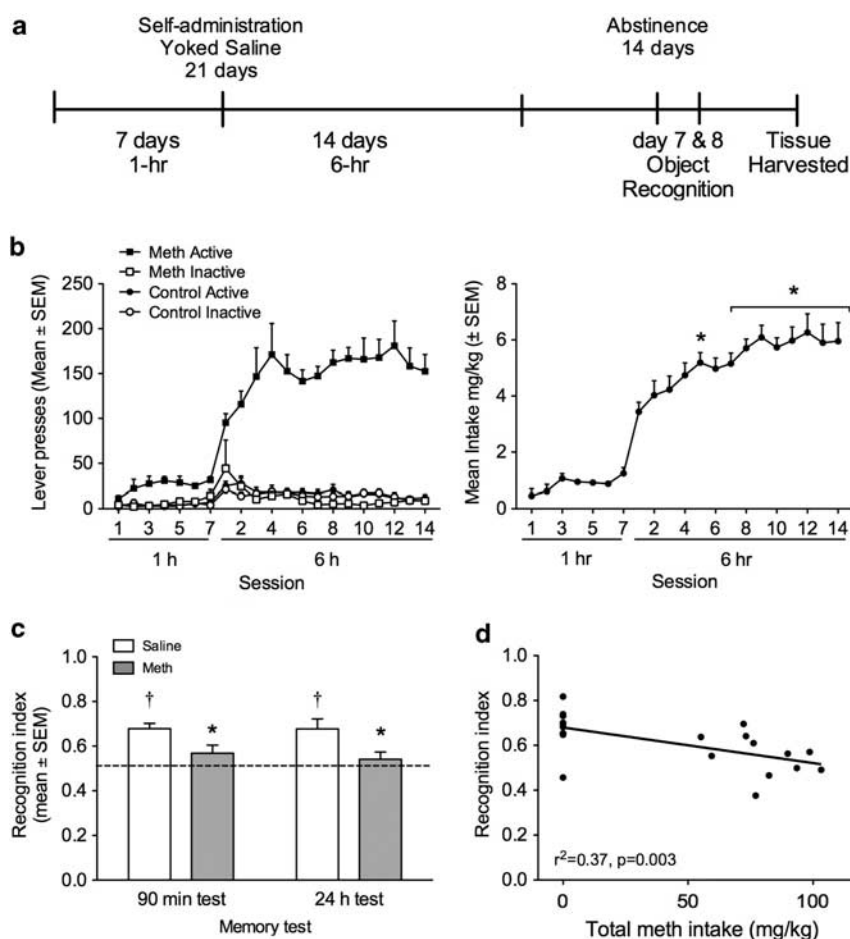 a
Self-administration
Yoked Saline
21 days
Abstinence
14 days
7 days
1-hr
14 days
6-hr
day 7 & 8
Object
Recognition
Tissue
Harvested
b
Meth Active
Meth Inactive
Control Active
Control Inactive
Lever presses (Mean ± SEM)
250
200
150
100
50
0
1 3 5 7 2 4 6 8 10 12 14
1 h 6 h
Session
Mean Intake mg/kg (± SEM)
8
6
4
2
0
*
*
1 3 5 7 2 4 6 8 10 12 14
1 hr 6 hr
Session
c
Saline
Meth
Recognition index
(mean ± SEM)
1.0
0.8
0.6
0.4
0.2
0.0
† * † *
90 min test 24 h test
Memory test
d
Recognition index
1.0
0.8
0.6
0.4
0.2
0.0
r²=0.37, p=0.003
0 50 100
Total meth intake (mg/kg)